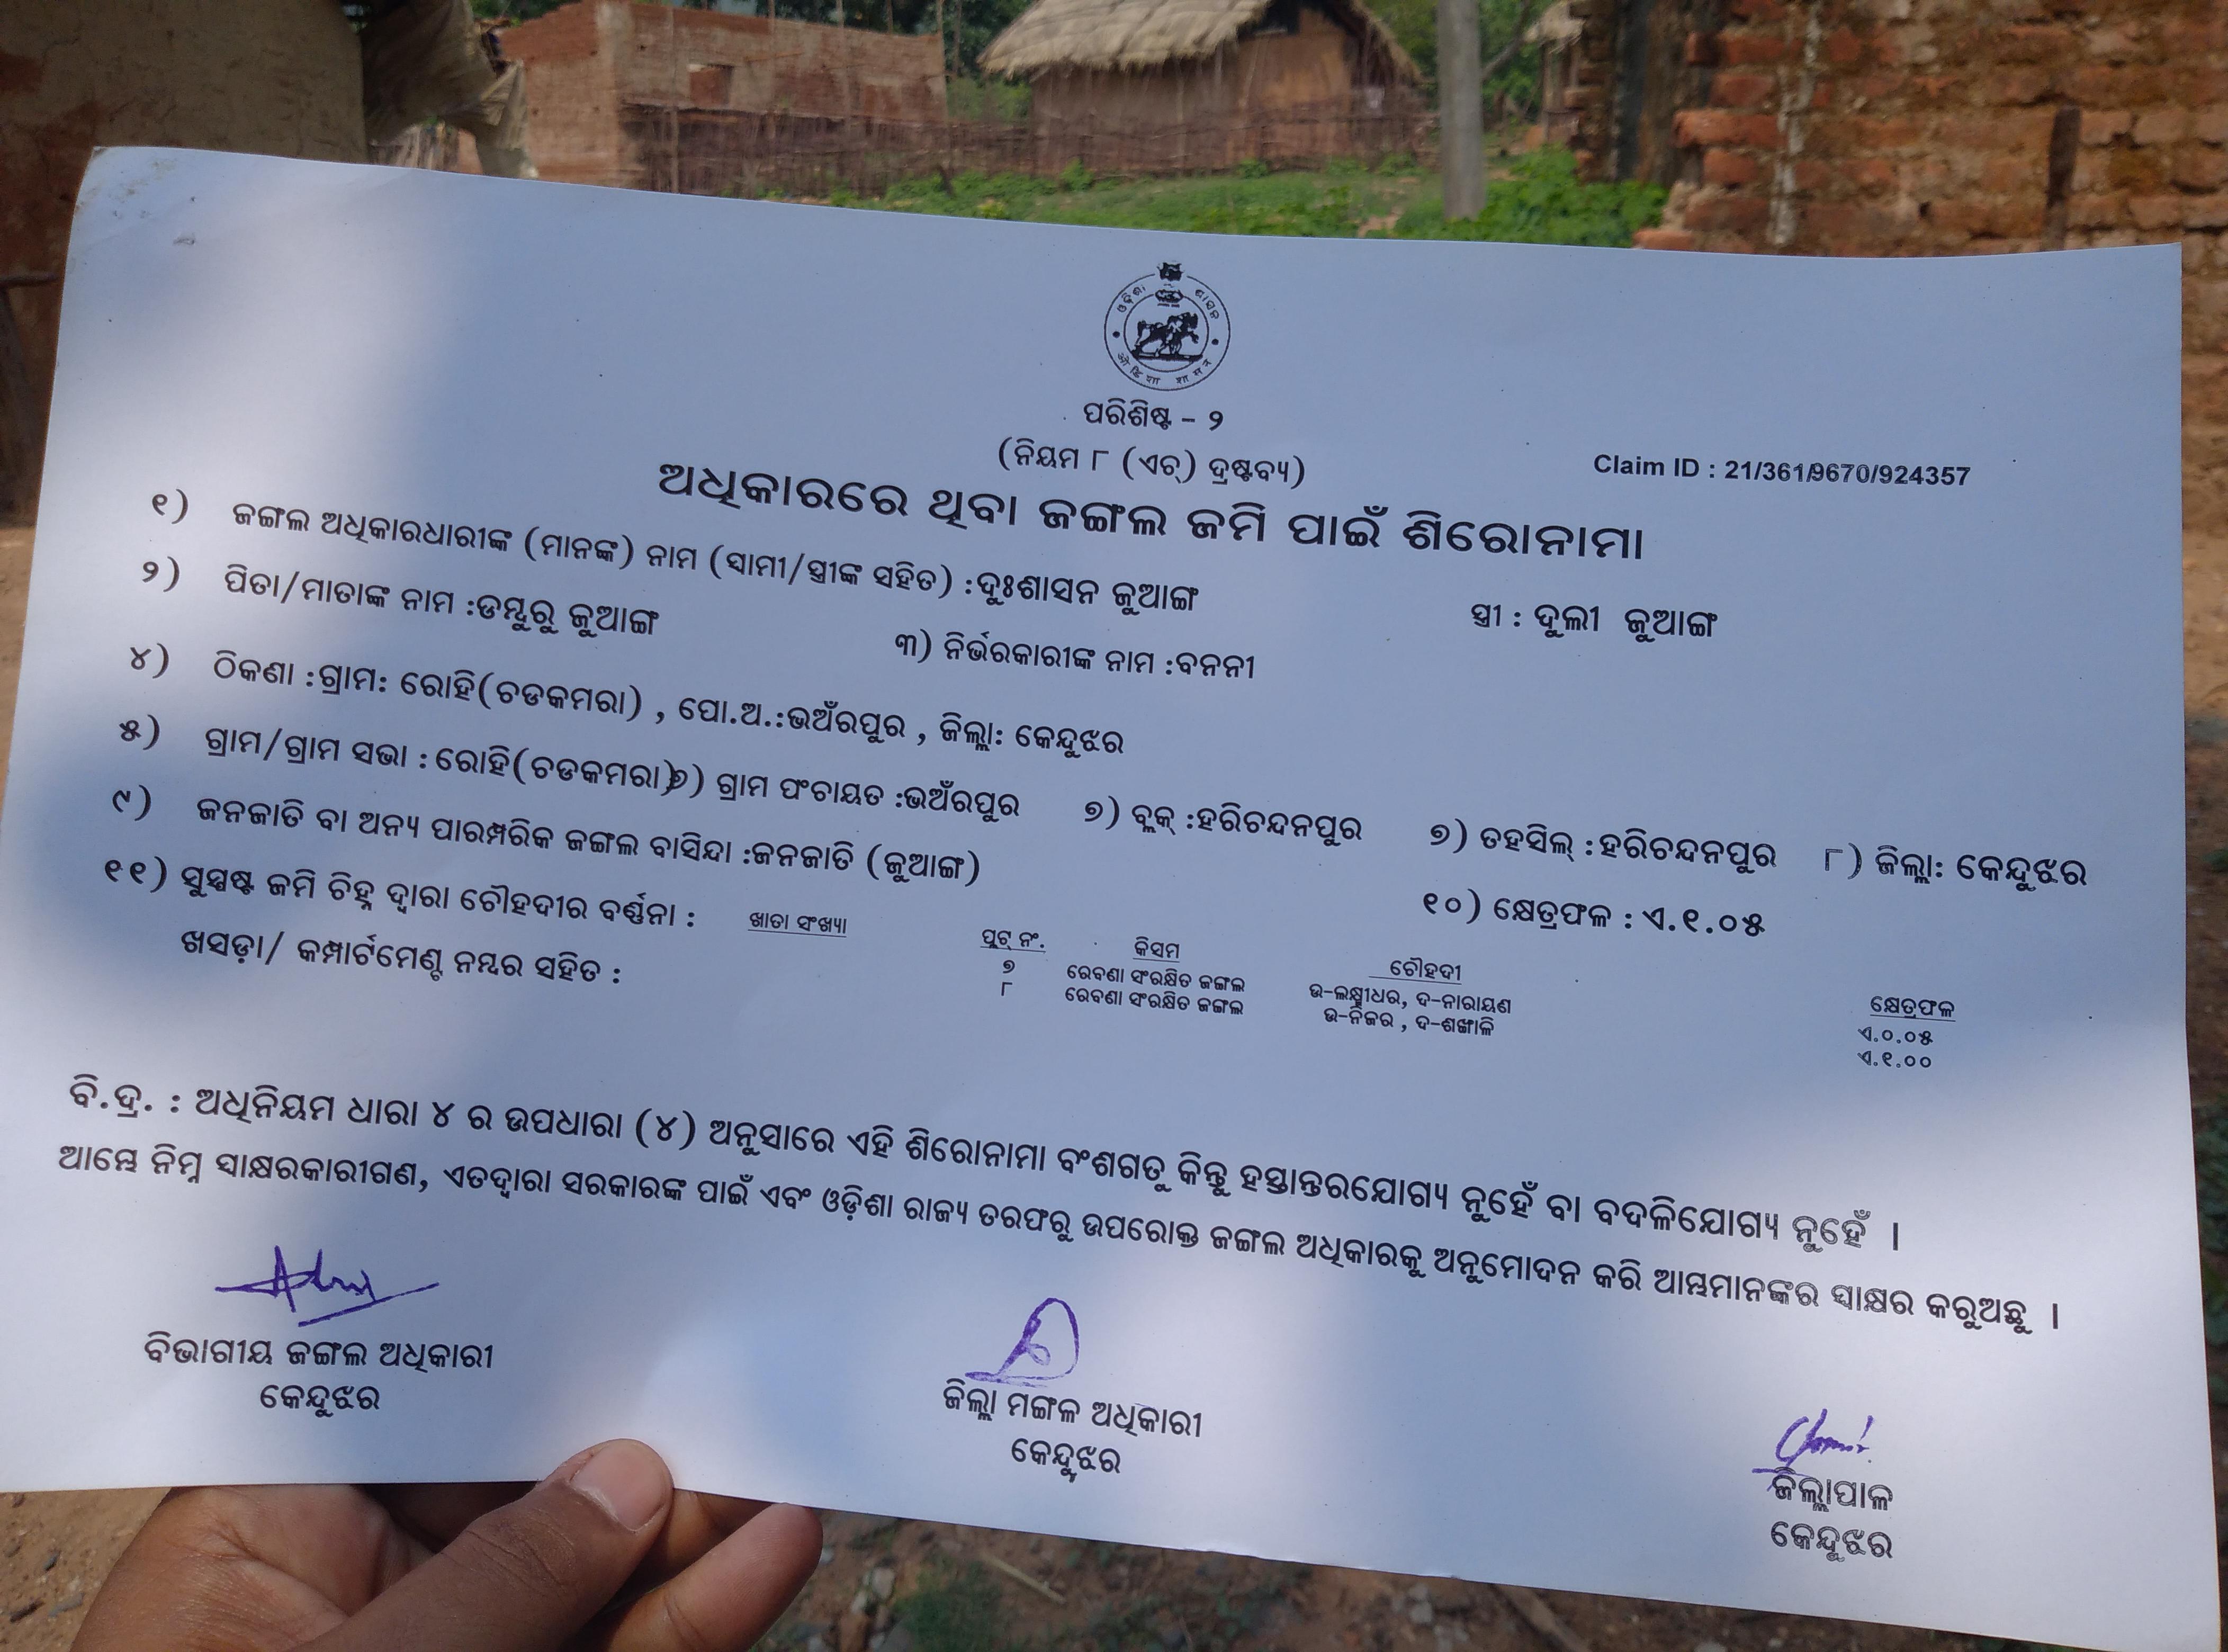 ଓଡ଼ିଶା ଶାସନ
ओडिशा शासन
ପରିଶିଷ୍ଟ - ୨
(ନିୟମ ୮ (ଏଚ୍) ଦ୍ରଷ୍ଟବ୍ୟ)
Claim ID : 21/361/9670/924357
ଅଧିକାରରେ ଥିବା ଜଙ୍ଗଲ ଜମି ପାଇଁ ଶିରୋନାମା
୧) ଜଙ୍ଗଲ ଅଧିକାରଧାରୀଙ୍କ (ମାନଙ୍କ) ନାମ (ସ୍ୱାମୀ/ସ୍ତ୍ରୀଙ୍କ ସହିତ) :ଦୁଃଶାସନ ଜୁଆଙ୍ଗ ସ୍ତ୍ରୀ : ଦୁଲୀ ଜୁଆଙ୍ଗ
୨) ପିତା/ମାତାଙ୍କ ନାମ :ଡମ୍ବୁରୁ ଜୁଆଙ୍ଗ ୩) ନିର୍ଭରକାରୀଙ୍କ ନାମ :ବନନୀ
୪) ଠିକଣା :ଗ୍ରାମ: ରୋହି(ଚଡକମରା) , ପୋ.ଅ.:ଭଅଁରପୁର , ଜିଲ୍ଲା: କେନ୍ଦୁଝର
୫) ଗ୍ରାମ/ଗ୍ରାମ ସଭା : ରୋହି(ଚଡକମରା) ୬) ଗ୍ରାମ ପଂଚାୟତ :ଭଅଁରପୁର ୭) ବ୍ଲକ୍ :ହରିଚନ୍ଦନପୁର ୭) ତହସିଲ୍ :ହରିଚନ୍ଦନପୁର ୮) ଜିଲ୍ଲା: କେନ୍ଦୁଝର
୯) ଜନଜାତି ବା ଅନ୍ୟ ପାରମ୍ପରିକ ଜଙ୍ଗଲ ବାସିନ୍ଦା :ଜନଜାତି (ଜୁଆଙ୍ଗ) ୧୦) କ୍ଷେତ୍ରଫଳ : ଏ.୧.୦୫
୧୧) ସୁସ୍ପଷ୍ଟ ଜମି ଚିହ୍ନ ଦ୍ୱାରା ଚୌହଦୀର ବର୍ଣ୍ଣନା :
ଖସଡ଼ା/ କମ୍ପାର୍ଟମେଣ୍ଟ ନମ୍ବର ସହିତ :
ଖାତା ସଂଖ୍ୟା ପ୍ଲଟ୍ ନଂ. କିସମ ଚୌହଦୀ କ୍ଷେତ୍ରଫଳ
୭ ରେବଣା ସଂରକ୍ଷିତ ଜଙ୍ଗଲ ଉ-ଲକ୍ଷ୍ମୀଧର, ଦ-ନାରାୟଣ ଏ.୦.୦୫
୮ ରେବଣା ସଂରକ୍ଷିତ ଜଙ୍ଗଲ ଉ-ନିଜର , ଦ-ଶଙ୍ଖାଳି ଏ.୧.୦୦
ବି.ଦ୍ର. : ଅଧିନିୟମ ଧାରା ୪ ର ଉପଧାରା (୪) ଅନୁସାରେ ଏହି ଶିରୋନାମା ବଂଶଗତୁ କିନ୍ତୁ ହସ୍ତାନ୍ତରଯୋଗ୍ୟ ନୁହେଁ ବା ବଦଳିଯୋଗ୍ୟ ନୁହେଁ ।
ଆମ୍ଭେ ନିମ୍ନ ସ୍ୱାକ୍ଷରକାରୀଗଣ, ଏତଦ୍ୱାରା ସରକାରଙ୍କ ପାଇଁ ଏବଂ ଓଡ଼ିଶା ରାଜ୍ୟ ତରଫରୁ ଉପରୋକ୍ତ ଜଙ୍ଗଲ ଅଧିକାରକୁ ଅନୁମୋଦନ କରି ଆମ୍ଭମାନଙ୍କର ସ୍ୱାକ୍ଷର କରୁଅଛୁ ।
ବିଭାଗୀୟ ଜଙ୍ଗଲ ଅଧିକାରୀ
କେନ୍ଦୁଝର
ଜିଲ୍ଲା ମଙ୍ଗଳ ଅଧିକାରୀ
କେନ୍ଦୁଝର
ଜିଲ୍ଲାପାଳ
କେନ୍ଦୁଝର